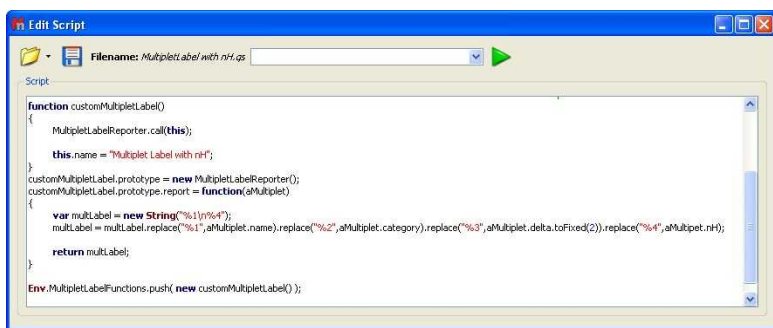 Edit Script
Filename: MultipletLabel with nH.qs
Script
function customMultipletLabel()
{
MultipletLabelReporter.call(this);
this.name = "Multiplet Label with nH";
}
customMultipletLabel.prototype = new MultipletLabelReporter();
customMultipletLabel.prototype.report = function(aMultiplet)
{
var multLabel = new String("%1\n%4");
multLabel = multLabel.replace("%1",aMultiplet.name).replace("%2",aMultiplet.category).replace("%3",aMultiplet.delta.toFixed(2)).replace("%4",aMultipet.nH);
return multLabel;
}
Env.MultipletLabelFunctions.push( new customMultipletLabel() );